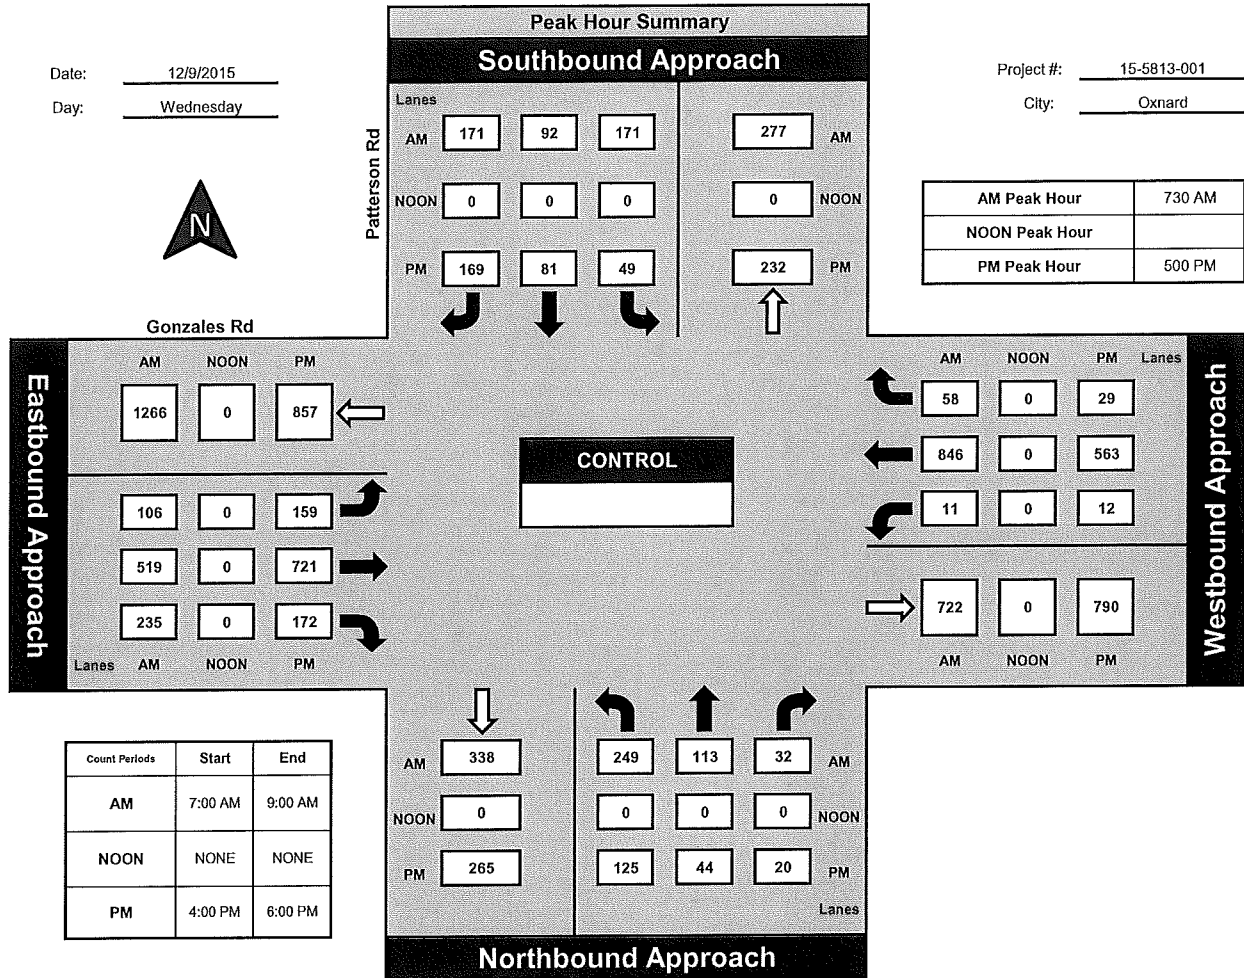 Peak Hour Summary
Southbound Approach
Date: 12/9/2015
Day: Wednesday
Project #: 15-5813-001
City: Oxnard
N
Patterson Rd
Lanes
AM 171 92 171 277 AM
NOON 0 0 0 0 NOON
PM 169 81 49 232 PM
AM Peak Hour 730 AM
NOON Peak Hour
PM Peak Hour 500 PM
Gonzales Rd
Eastbound Approach
AM NOON PM
1266 0 857
106 0 159
519 0 721
235 0 172
Lanes AM NOON PM
CONTROL
AM NOON PM Lanes
58 0 29
846 0 563
11 0 12
722 0 790
AM NOON PM
Westbound Approach
Count Periods Start End
AM 7:00 AM 9:00 AM
NOON NONE NONE
PM 4:00 PM 6:00 PM
AM 338 249 113 32 AM
NOON 0 0 0 0 NOON
PM 265 125 44 20 PM
Lanes
Northbound Approach